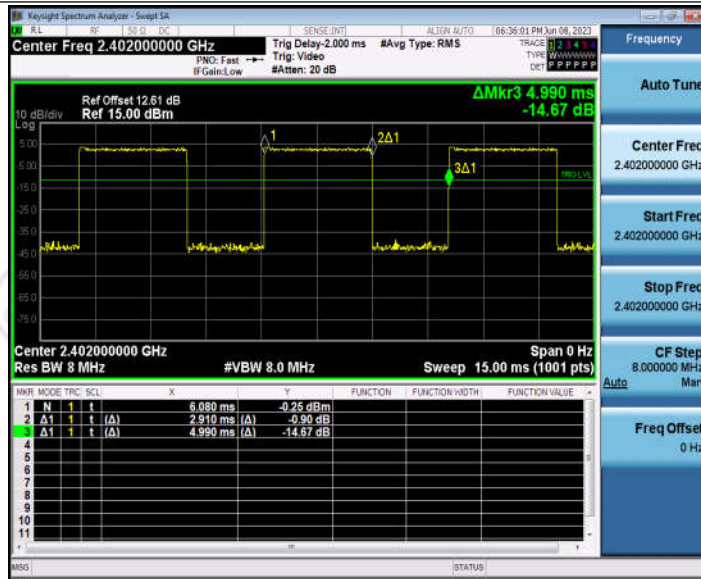 Keysight Spectrum Analyzer - Swept SA
RL RF 50 Ω DC SENSE:INT ALIGN AUTO 06:36:01 PM Jun 08, 2023
Center Freq 2.402000000 GHz
PNO: Fast
IFGain:Low
Trig Delay-2.000 ms
Trig: Video
#Atten: 20 dB
#Avg Type: RMS
TRACE 1 2 3 4 5 6
TYPE WWWWWW
DET P P P P P P
Frequency
Auto Tune
Center Freq
2.402000000 GHz
Start Freq
2.402000000 GHz
Stop Freq
2.402000000 GHz
CF Step
8.000000 MHz
Auto Man
Freq Offset
0 Hz
10 dB/div
Log
Ref Offset 12.61 dB
Ref 15.00 dBm
ΔMkr3 4.990 ms
-14.67 dB
5.00
-5.00
-15.0
-25.0
-35.0
-45.0
-55.0
-65.0
-75.0
1
2Δ1
3Δ1
TRIG LVL
Center 2.402000000 GHz
Span 0 Hz
Res BW 8 MHz
#VBW 8.0 MHz
Sweep 15.00 ms (1001 pts)
MKR MODE TRC SCL X Y FUNCTION FUNCTION WIDTH FUNCTION VALUE
1 N 1 t 6.080 ms -0.25 dBm
2 Δ1 1 t (Δ) 2.910 ms (Δ) -0.90 dB
3 Δ1 1 t (Δ) 4.990 ms (Δ) -14.67 dB
4
5
6
7
8
9
10
11
MSG
STATUS